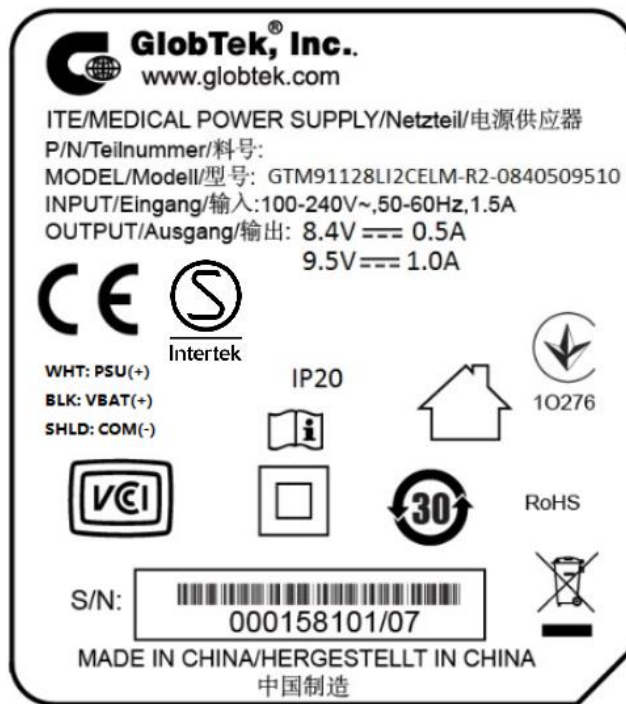 GlobTek,® Inc..
www.globtek.com
ITE/MEDICAL POWER SUPPLY/Netzteil/电源供应器
P/N/Teilnummer/料号:
MODEL/Modell/型号: GTM91128LI2CELM-R2-0840509510
INPUT/Eingang/输入:100-240V~,50-60Hz,1.5A
OUTPUT/Ausgang/输出: 8.4V⎓0.5A
9.5V⎓1.0A
CE
S
Intertek
WHT: PSU(+)
BLK: VBAT(+)
SHLD: COM(-)
IP20
i
1O276
VCI
30
RoHS
S/N:
000158101/07
MADE IN CHINA/HERGESTELLT IN CHINA
中国制造